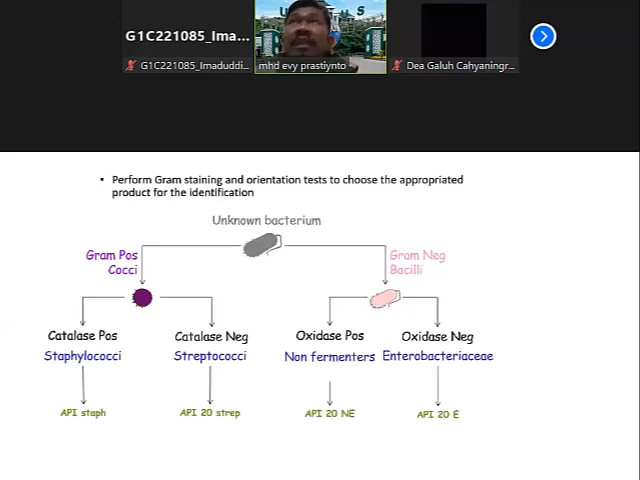 G1C221085_Ima...
G1C221085_Imaduddi...
mhd evy prastiynto
Dea Galuh Cahyaningr...
• Perform Gram staining and orientation tests to choose the appropriated
product for the identification
Unknown bacterium
Gram Pos
Cocci
Gram Neg
Bacilli
Catalase Pos
Staphylococci
Catalase Neg
Streptococci
Oxidase Pos
Non fermenters
Oxidase Neg
Enterobacteriaceae
API staph
API 20 strep
API 20 NE
API 20 E